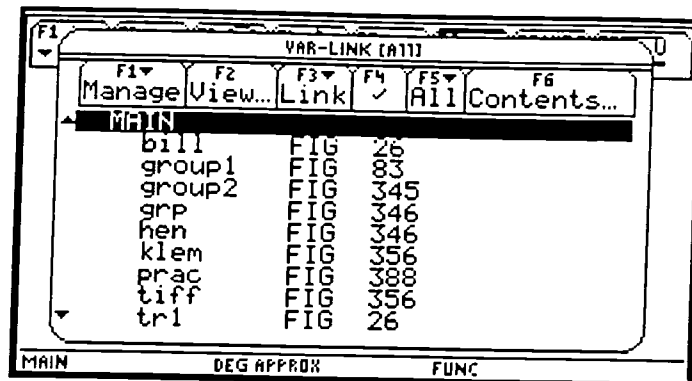 F1
VAR-LINK [All]
F1 F2 F3 F4 F5 F6
Manage View... Link ✓ All Contents...
MAIN
bill FIG 26
group1 FIG 83
group2 FIG 345
grp FIG 346
hen FIG 346
klem FIG 356
prac FIG 388
tiff FIG 356
tr1 FIG 26
MAIN DEG APPROX FUNC